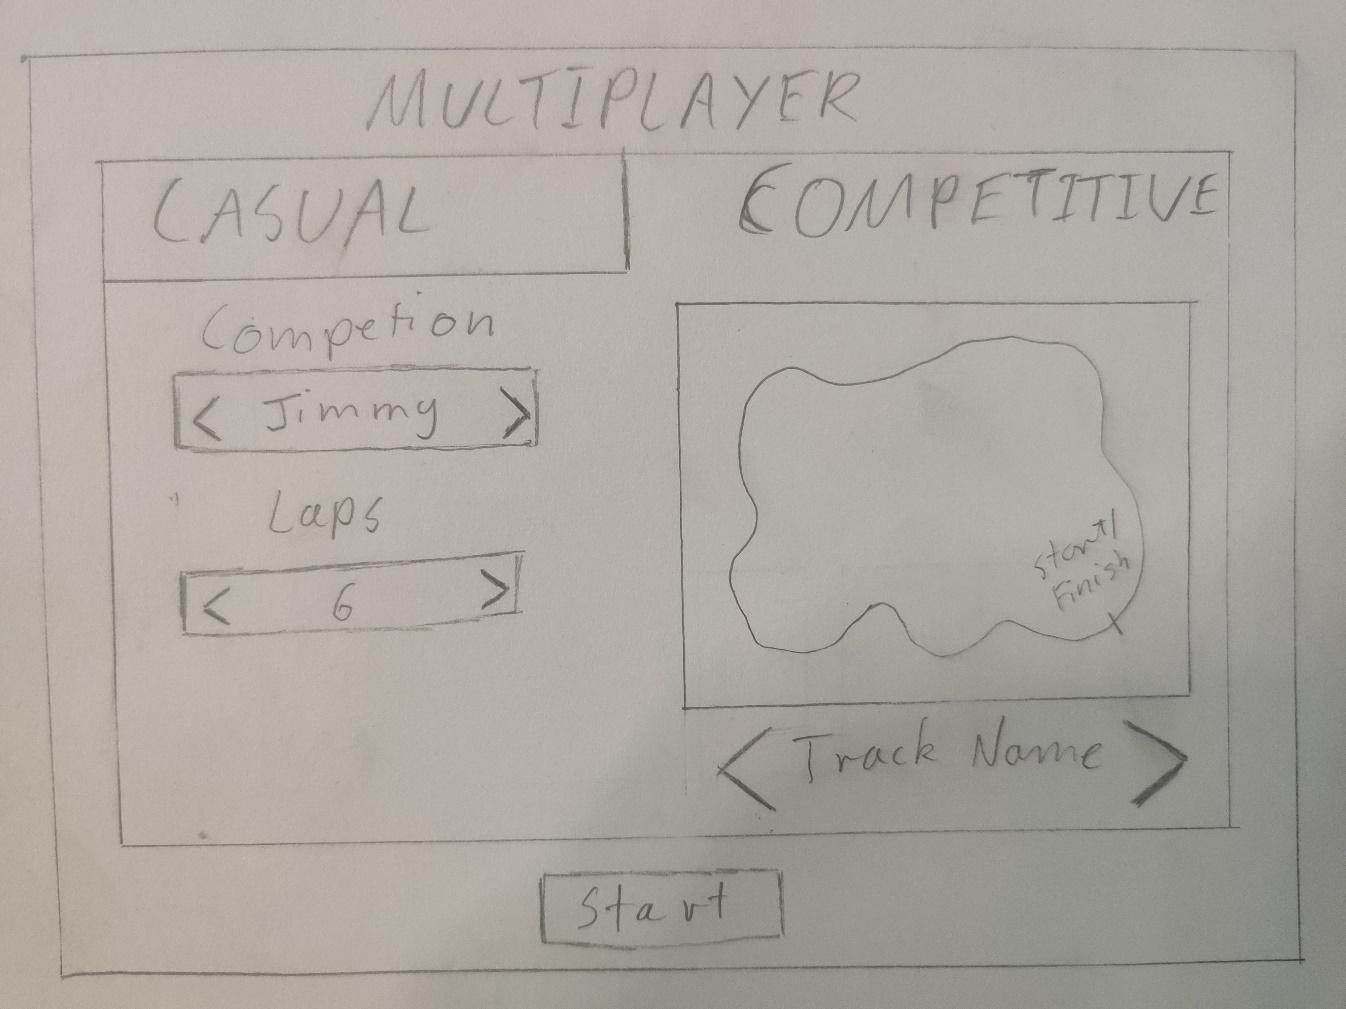 MULTIPLAYER
CASUAL
COMPETITIVE
Competion
< Jimmy >
Laps
< 6 >
Start/
Finish
< Track Name >
Start